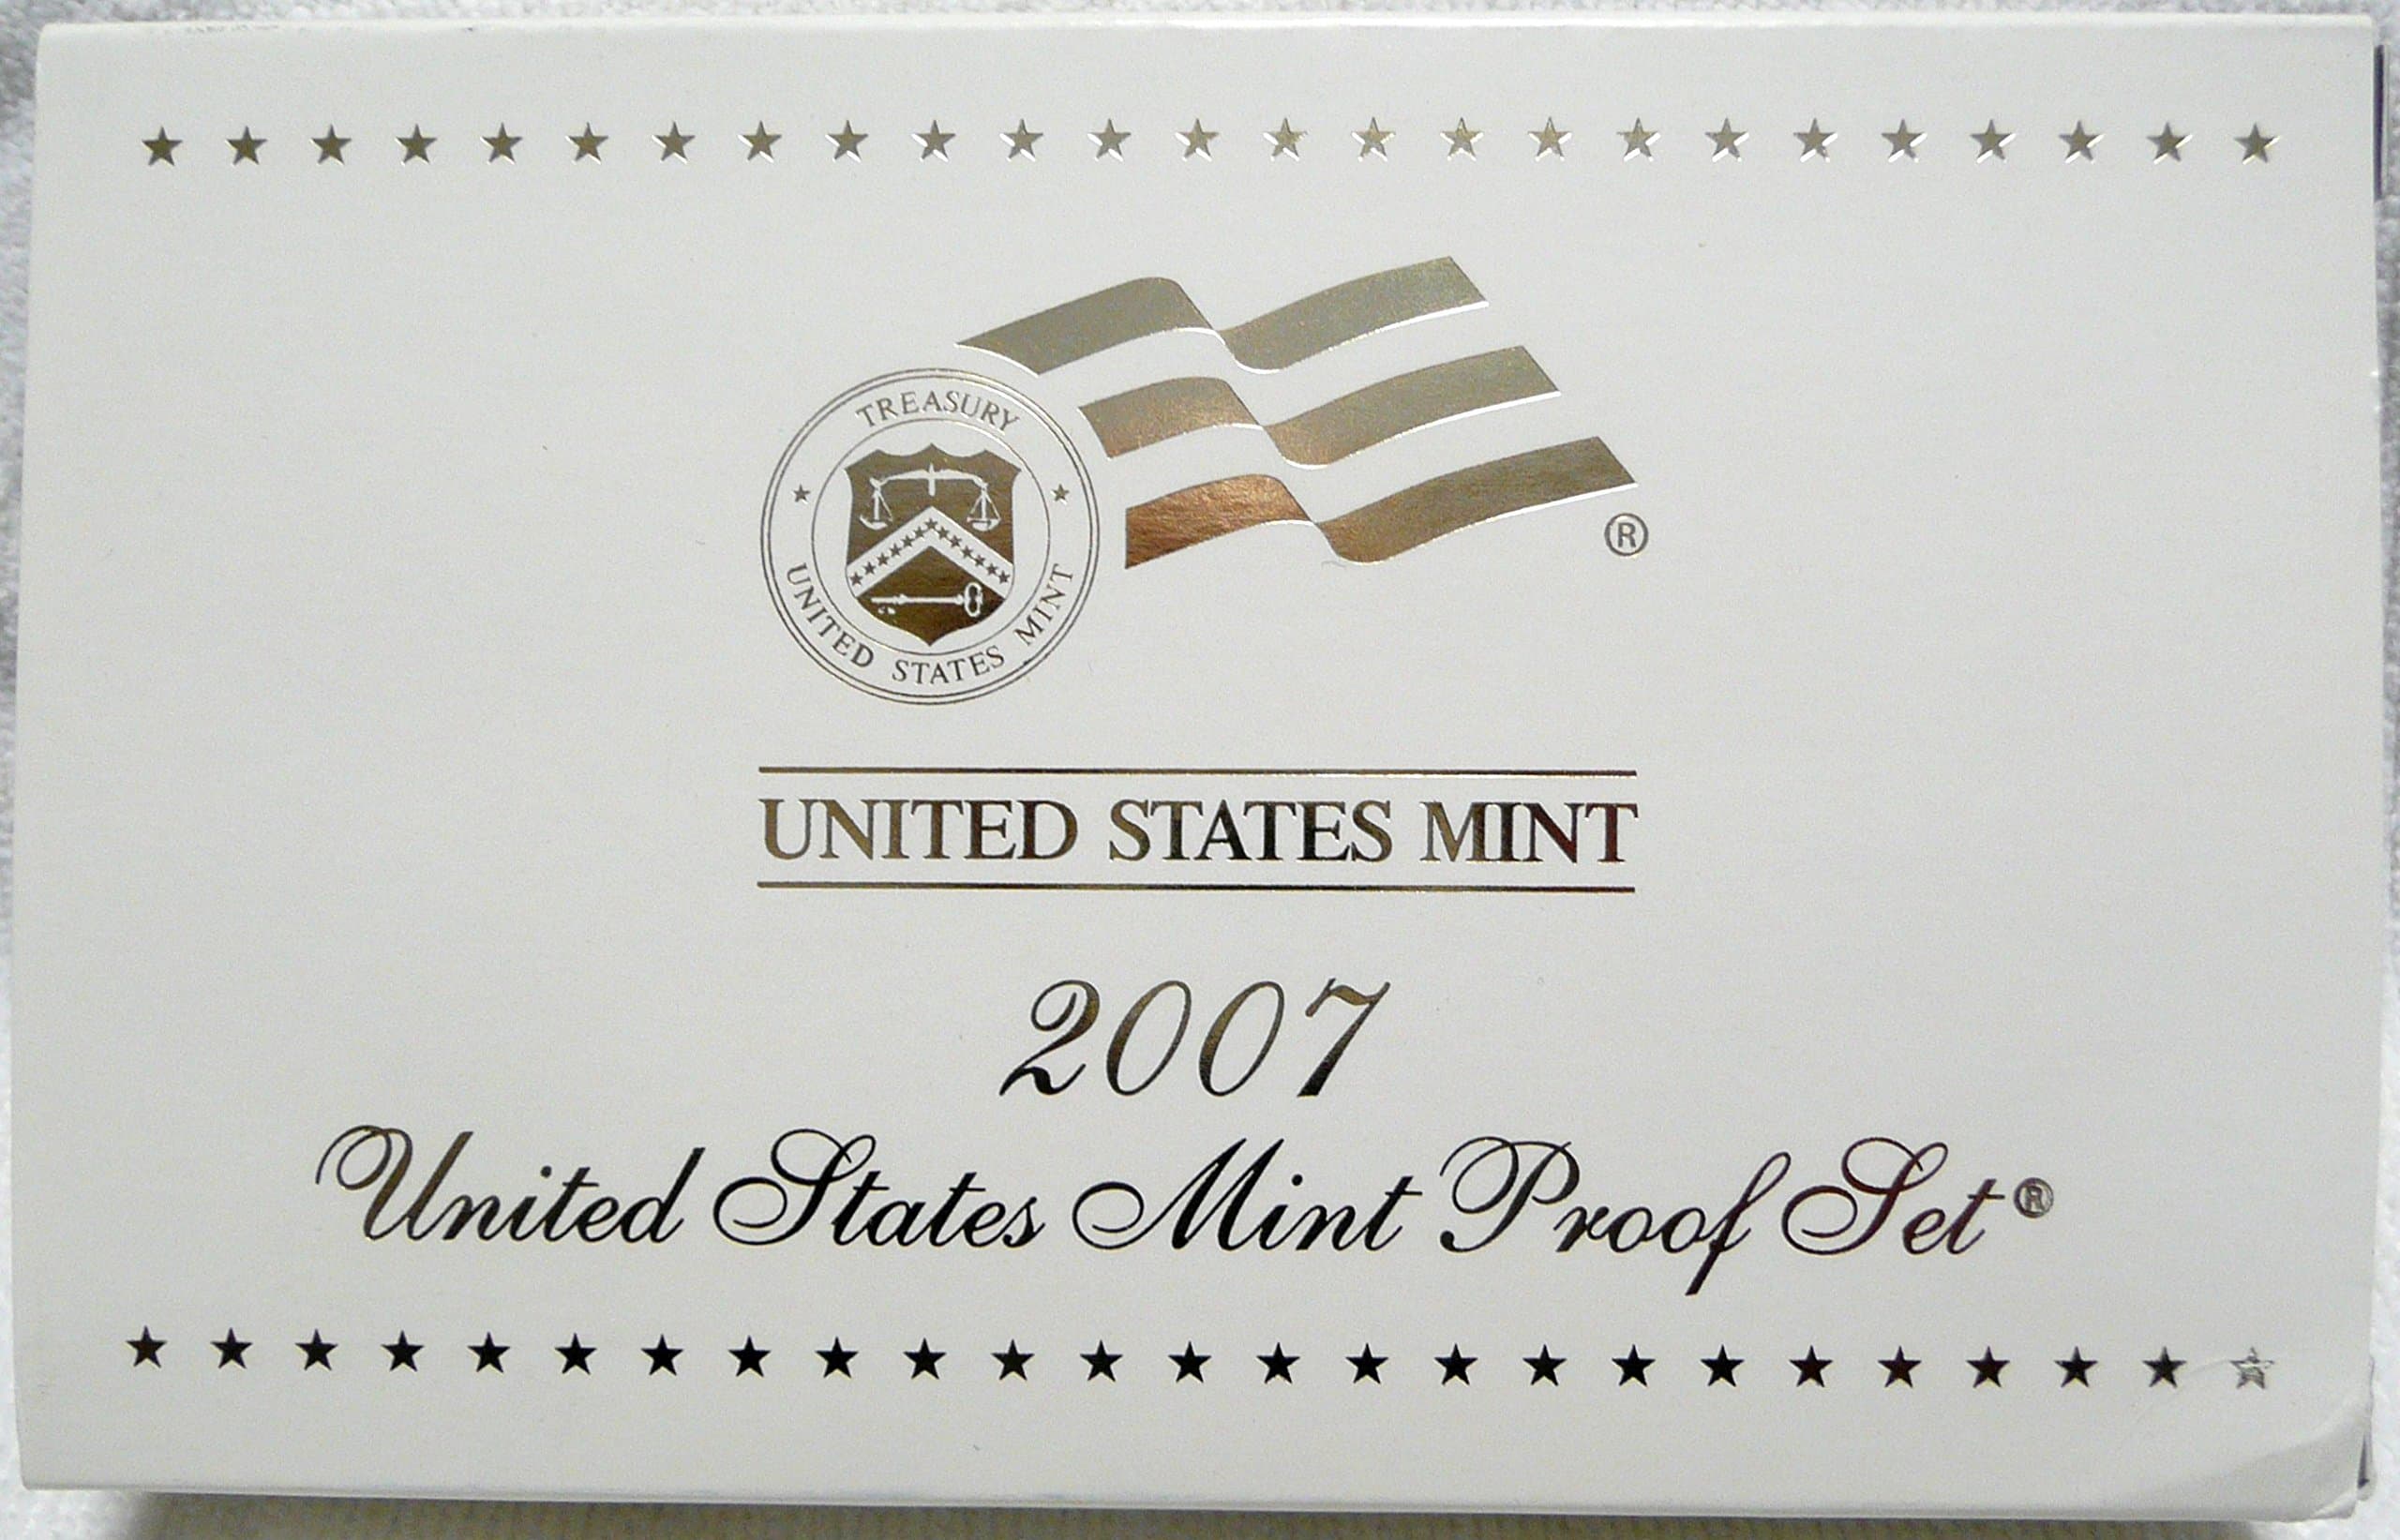 TREASURY
UNITED STATES MINT
®
UNITED STATES MINT
2007
United States Mint Proof Set®